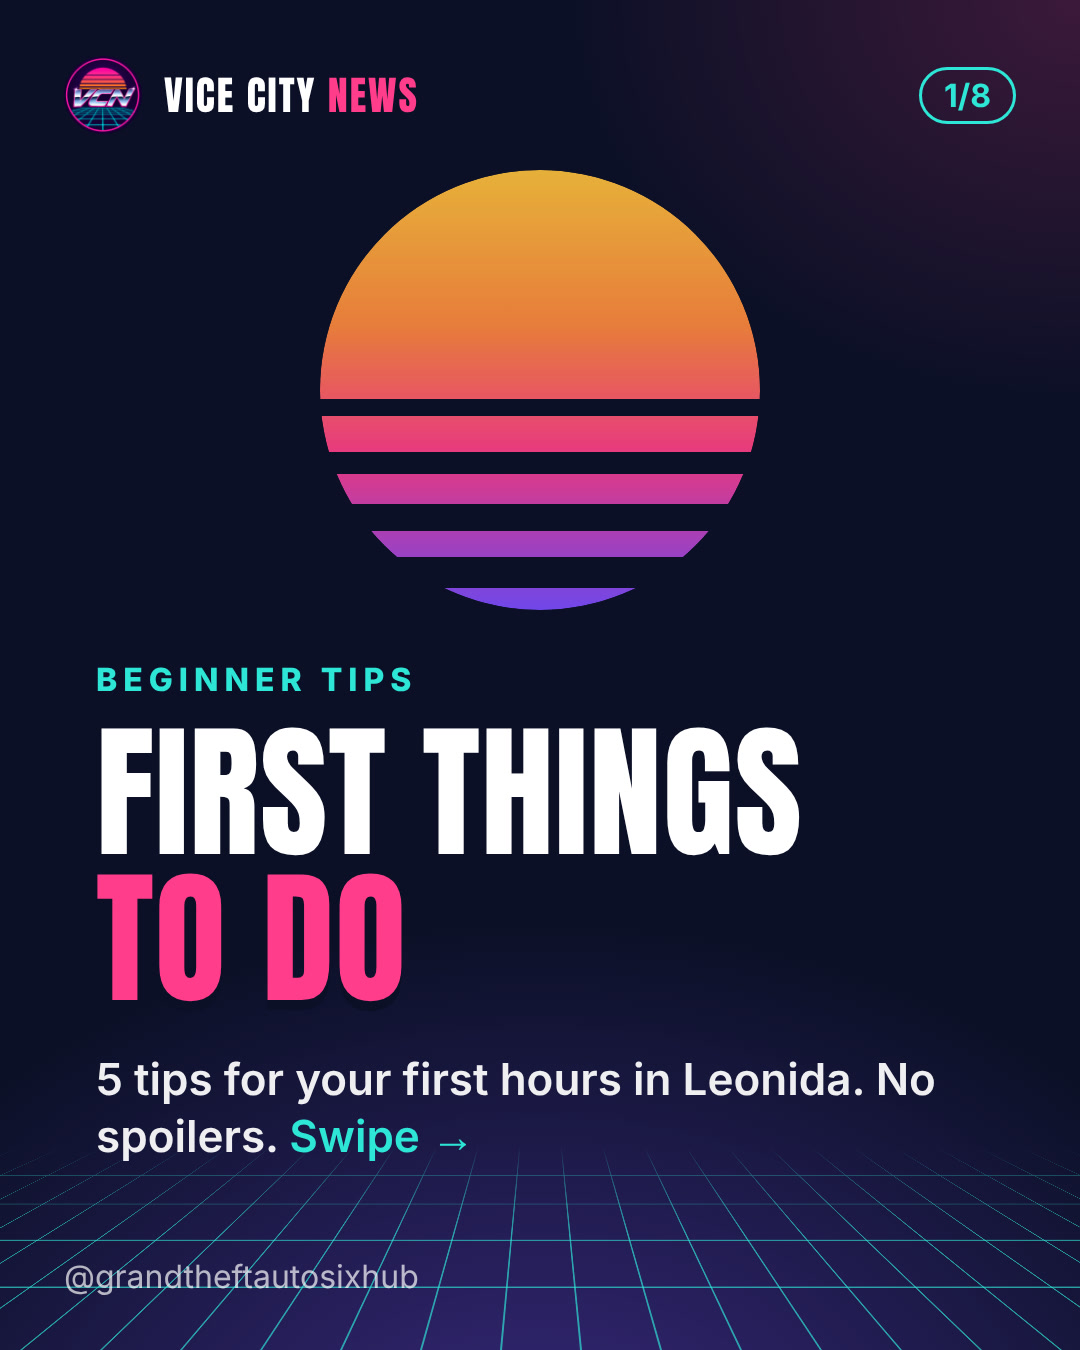 VCN
VICE CITY NEWS
1/8
BEGINNER TIPS
FIRST THINGS
TO DO
5 tips for your first hours in Leonida. No
spoilers. Swipe →
@grandtheftautosixhub